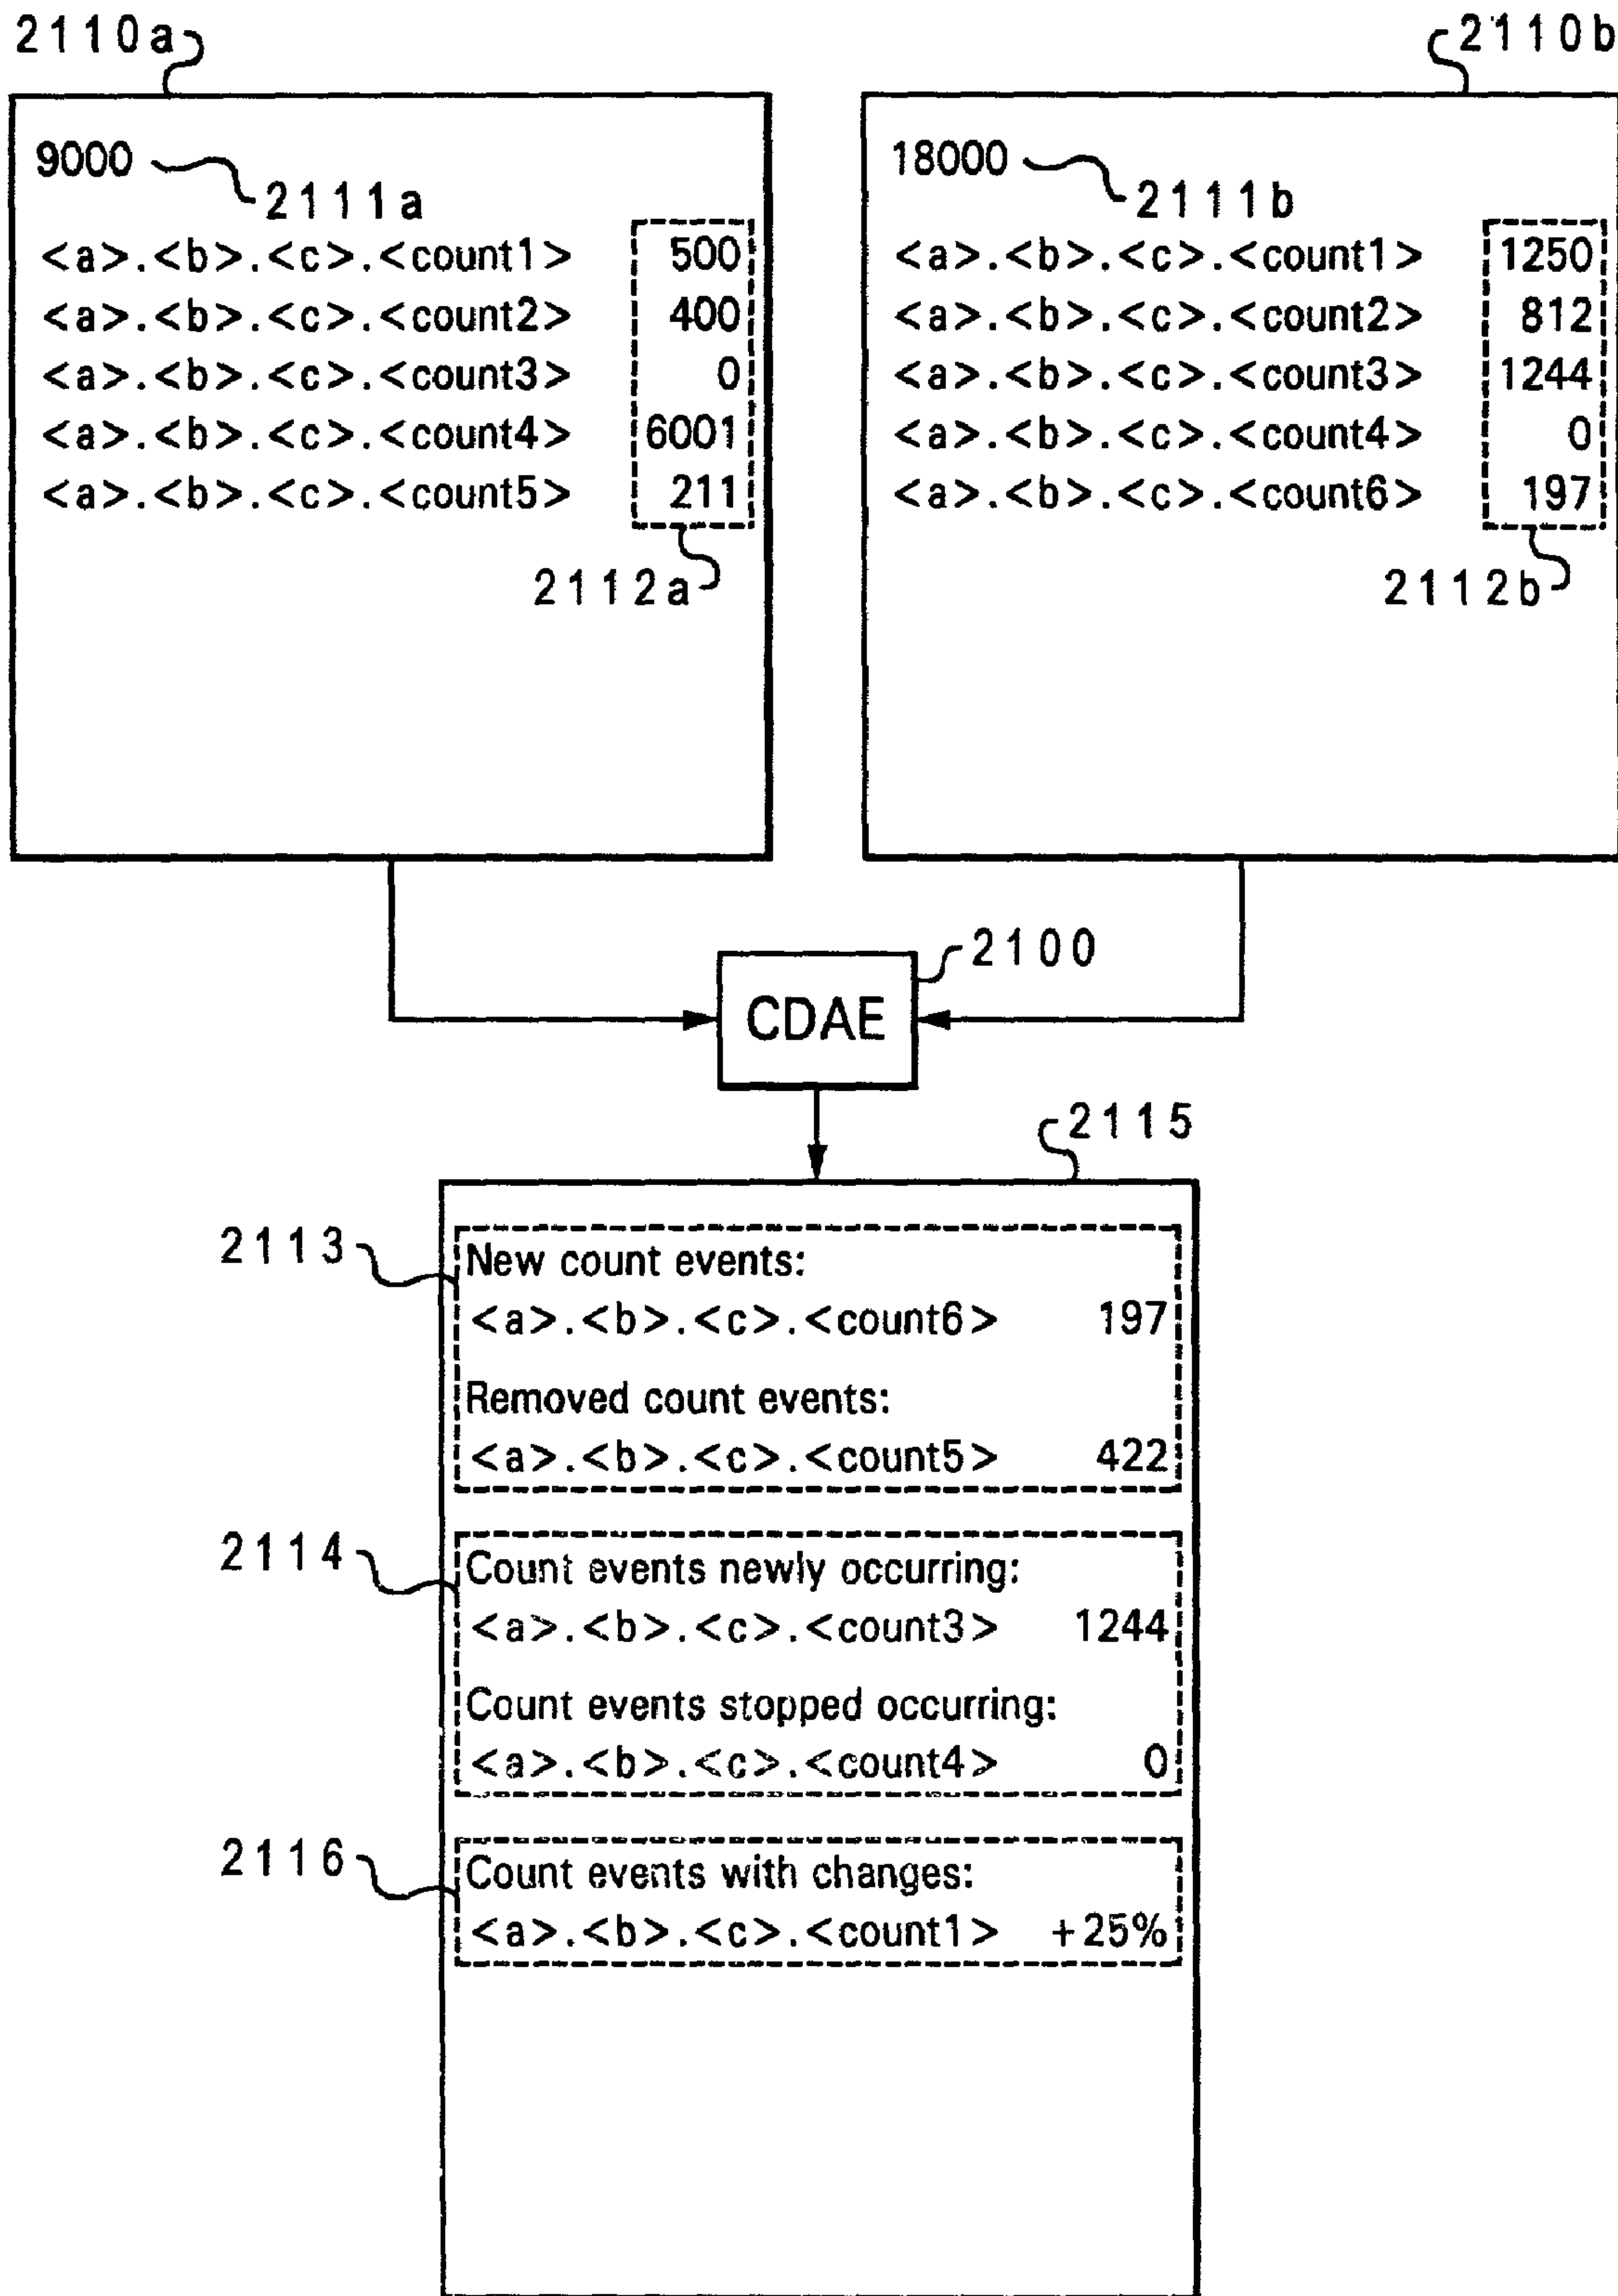 2110a
2110b
9000
2111a
<a>.<b>.<c>.<count1> 500
<a>.<b>.<c>.<count2> 400
<a>.<b>.<c>.<count3> 0
<a>.<b>.<c>.<count4> 6001
<a>.<b>.<c>.<count5> 211
2112a
18000
2111b
<a>.<b>.<c>.<count1> 1250
<a>.<b>.<c>.<count2> 812
<a>.<b>.<c>.<count3> 1244
<a>.<b>.<c>.<count4> 0
<a>.<b>.<c>.<count6> 197
2112b
2100
CDAE
2115
2113
New count events:
<a>.<b>.<c>.<count6> 197
Removed count events:
<a>.<b>.<c>.<count5> 422
2114
Count events newly occurring:
<a>.<b>.<c>.<count3> 1244
Count events stopped occurring:
<a>.<b>.<c>.<count4> 0
2116
Count events with changes:
<a>.<b>.<c>.<count1> +25%